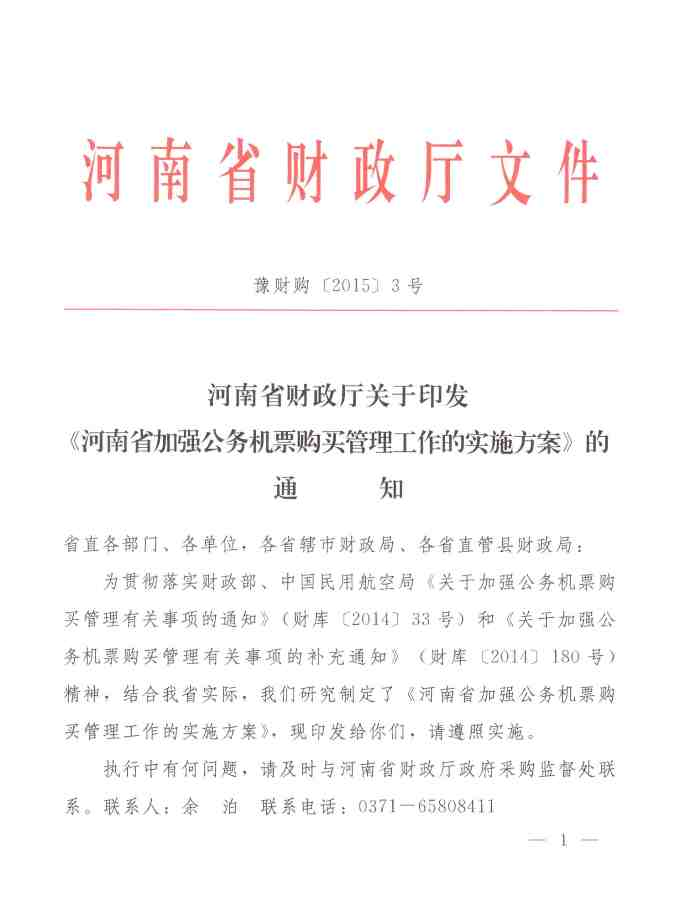 河南省财政厅文件
豫财购〔2015〕3号
河南省财政厅关于印发
《河南省加强公务机票购买管理工作的实施方案》的
通　　知
省直各部门、各单位，各省辖市财政局、各省直管县财政局：
为贯彻落实财政部、中国民用航空局《关于加强公务机票购
买管理有关事项的通知》（财库〔2014〕33号）和《关于加强公
务机票购买管理有关事项的补充通知》（财库〔2014〕180号）
精神，结合我省实际，我们研究制定了《河南省加强公务机票购
买管理工作的实施方案》，现印发给你们，请遵照实施。
执行中有何问题，请及时与河南省财政厅政府采购监督处联
系。联系人：余　泊　联系电话：0371－65808411
— 1 —